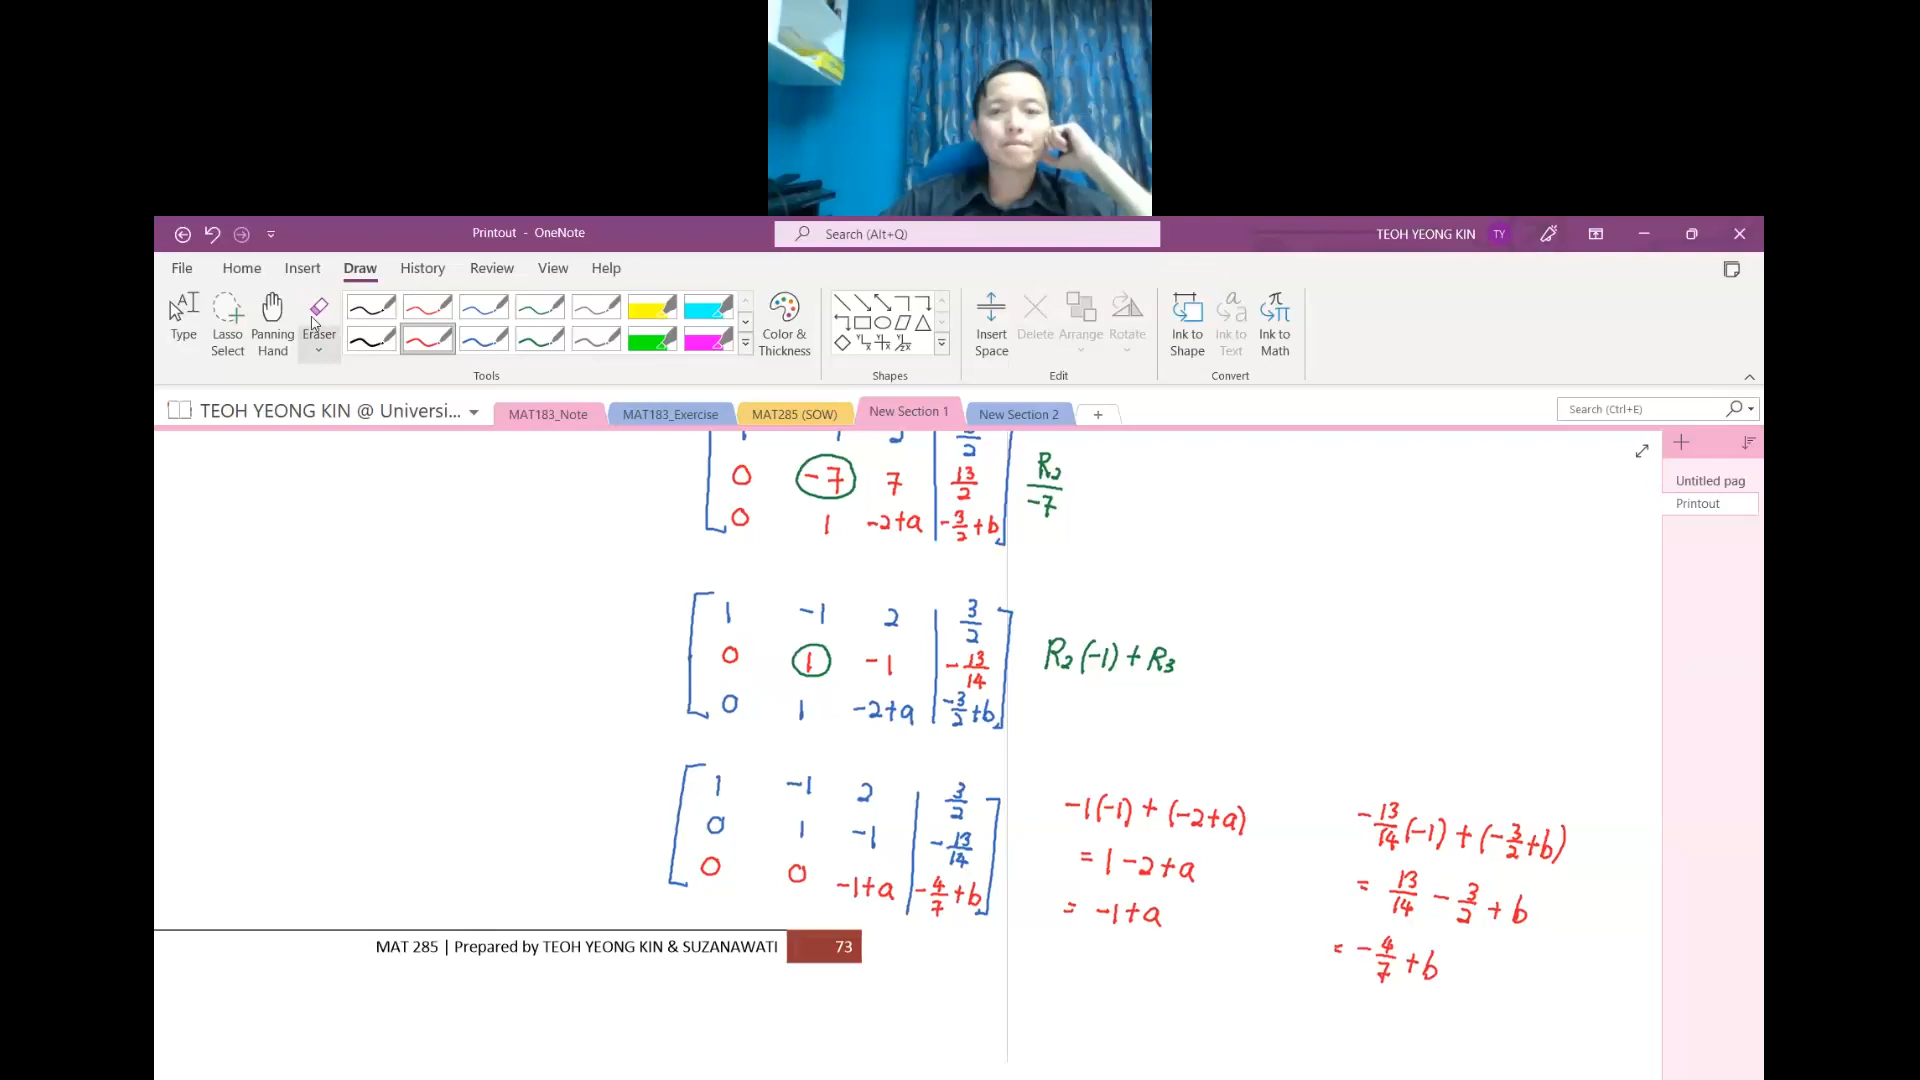 Printout - OneNote
Search (Alt+Q)
TEOH YEONG KIN TY
File Home Insert Draw History Review View Help
Type
Lasso Select
Panning Hand
Eraser
Color & Thickness
Insert Space
Delete
Arrange
Rotate
Ink to Shape
Ink to Text
Ink to Math
Tools Shapes Edit Convert
TEOH YEONG KIN @ Universi...
MAT183_Note
MAT183_Exercise
MAT285 (SOW)
New Section 1
New Section 2
+
Search (Ctrl+E)
Untitled pag
Printout
0 -7 7 | 13/2
R2/-7
0 1 -2+a | -3/2+b
1 -1 2 | 3/2
0 1 -1 | -13/14
R2(-1)+R3
0 1 -2+a | -3/2+b
1 -1 2 | 3/2
0 1 -1 | -13/14
0 0 -1+a | -4/7+b
-1(-1) + (-2+a)
= 1-2+a
= -1+a
-13/14(-1) + (-3/2+b)
= 13/14 - 3/2 + b
= -4/7 + b
MAT 285 | Prepared by TEOH YEONG KIN & SUZANAWATI 73